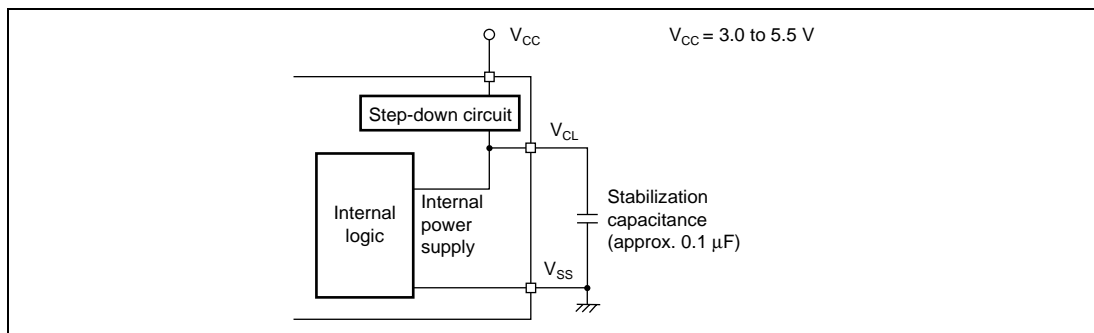 V_CC
V_CC = 3.0 to 5.5 V
Step-down circuit
V_CL
Internal
logic
Internal
power
supply
Stabilization
capacitance
(approx. 0.1 μF)
V_SS